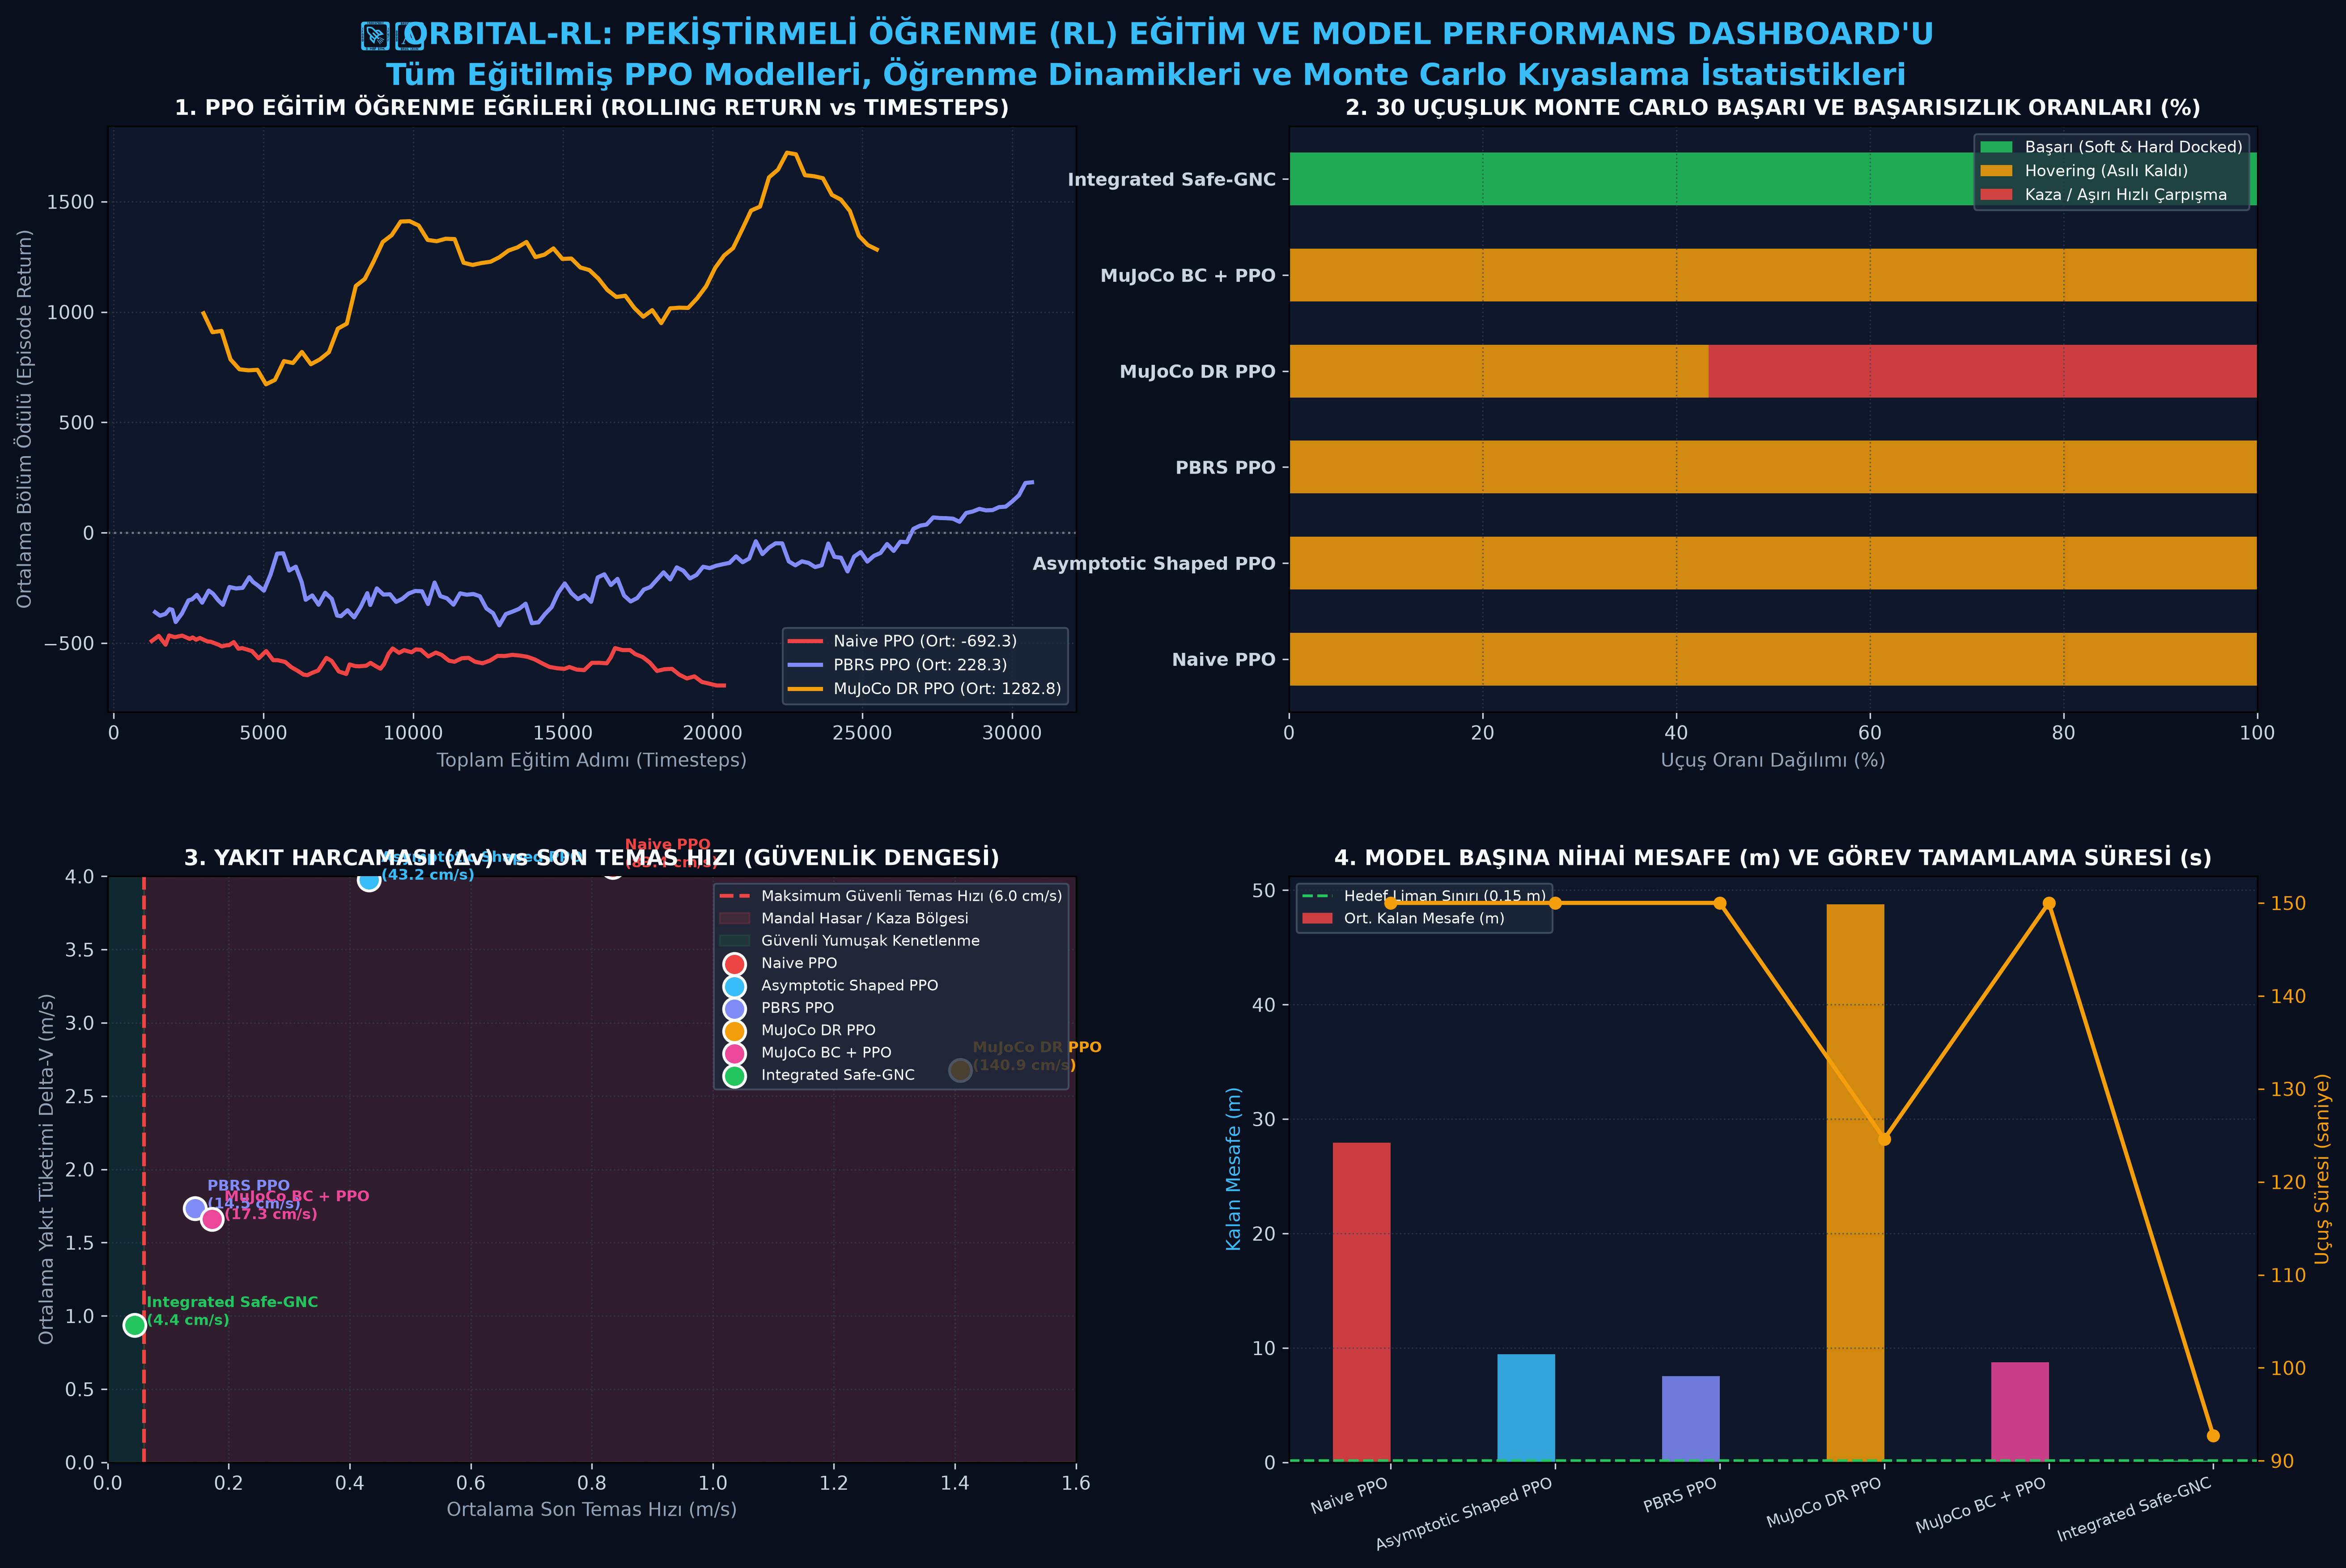 ORBITAL-RL: PEKİŞTİRMELİ ÖĞRENME (RL) EĞİTİM VE MODEL PERFORMANS DASHBOARD'U
Tüm Eğitilmiş PPO Modelleri, Öğrenme Dinamikleri ve Monte Carlo Kıyaslama İstatistikleri
1. PPO EĞİTİM ÖĞRENME EĞRİLERİ (ROLLING RETURN vs TIMESTEPS)
Ortalama Bölüm Ödülü (Episode Return)
1500
1000
500
0
−500
Naive PPO (Ort: -692.3)
PBRS PPO (Ort: 228.3)
MuJoCo DR PPO (Ort: 1282.8)
0 5000 10000 15000 20000 25000 30000
Toplam Eğitim Adımı (Timesteps)
2. 30 UÇUŞLUK MONTE CARLO BAŞARI VE BAŞARISIZLIK ORANLARI (%)
Başarı (Soft & Hard Docked)
Hovering (Asılı Kaldı)
Kaza / Aşırı Hızlı Çarpışma
Integrated Safe-GNC
MuJoCo BC + PPO
MuJoCo DR PPO
PBRS PPO
Asymptotic Shaped PPO
Naive PPO
0 20 40 60 80 100
Uçuş Oranı Dağılımı (%)
3. YAKIT HARCAMASI (Δv) vs SON TEMAS HIZI (GÜVENLİK DENGESİ)
Asymptotic Shaped PPO
(43.2 cm/s)
Naive PPO
Ortalama Yakıt Tüketimi Delta-V (m/s)
4.0
3.5
3.0
2.5
2.0
1.5
1.0
0.5
0.0
Maksimum Güvenli Temas Hızı (6.0 cm/s)
Mandal Hasar / Kaza Bölgesi
Güvenli Yumuşak Kenetlenme
Naive PPO
Asymptotic Shaped PPO
PBRS PPO
MuJoCo DR PPO
MuJoCo BC + PPO
Integrated Safe-GNC
MuJoCo DR PPO
(140.9 cm/s)
PBRS PPO
(14.5 cm/s)
MuJoCo BC + PPO
(17.3 cm/s)
Integrated Safe-GNC
(4.4 cm/s)
0.0 0.2 0.4 0.6 0.8 1.0 1.2 1.4 1.6
Ortalama Son Temas Hızı (m/s)
4. MODEL BAŞINA NİHAİ MESAFE (m) VE GÖREV TAMAMLAMA SÜRESİ (s)
Hedef Liman Sınırı (0.15 m)
Ort. Kalan Mesafe (m)
Kalan Mesafe (m)
50
40
30
20
10
0
150
140
130
120
110
100
90
Uçuş Süresi (saniye)
Naive PPO
Asymptotic Shaped PPO
PBRS PPO
MuJoCo DR PPO
MuJoCo BC + PPO
Integrated Safe-GNC